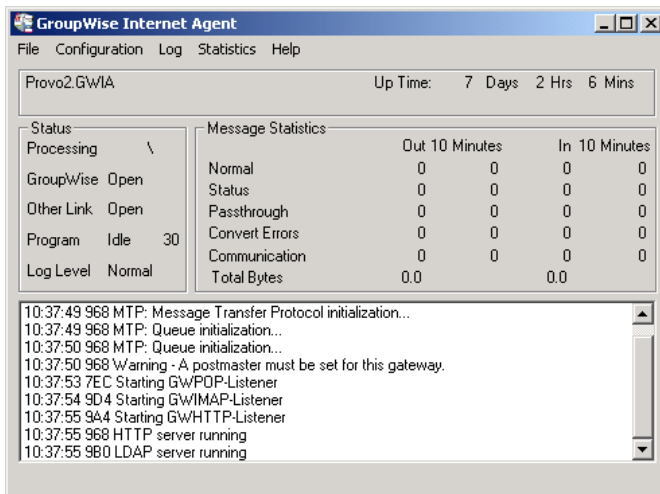 GroupWise Internet Agent
File Configuration Log Statistics Help
Provo2.GWIA Up Time: 7 Days 2 Hrs 6 Mins
Status
Processing \
GroupWise Open
Other Link Open
Program Idle 30
Log Level Normal
Message Statistics
Out 10 Minutes In 10 Minutes
Normal 0 0 0 0
Status 0 0 0 0
Passthrough 0 0 0 0
Convert Errors 0 0 0 0
Communication 0 0 0 0
Total Bytes 0.0 0.0
10:37:49 968 MTP: Message Transfer Protocol initialization...
10:37:49 968 MTP: Queue initialization...
10:37:50 968 MTP: Queue initialization...
10:37:50 968 Warning - A postmaster must be set for this gateway.
10:37:53 7EC Starting GWPOP-Listener
10:37:54 9D4 Starting GWIMAP-Listener
10:37:55 9A4 Starting GWHTTP-Listener
10:37:55 968 HTTP server running
10:37:55 9B0 LDAP server running